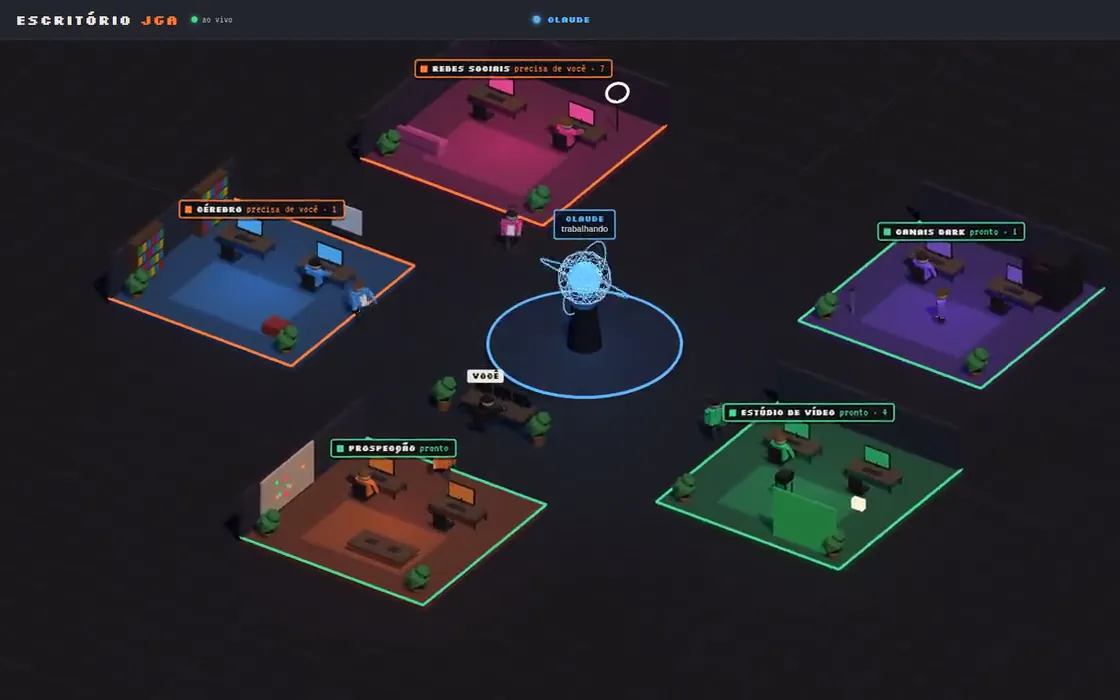 ESCRITÓRIO JGA ao vivo
CLAUDE
REDES SOCIAIS precisa de você · 7
CÉREBRO precisa de você · 1
CLAUDE
trabalhando
CANAIS DARK pronto · 1
VOCÊ
ESTÚDIO DE VÍDEO pronto · 4
PROSPECÇÃO pronto